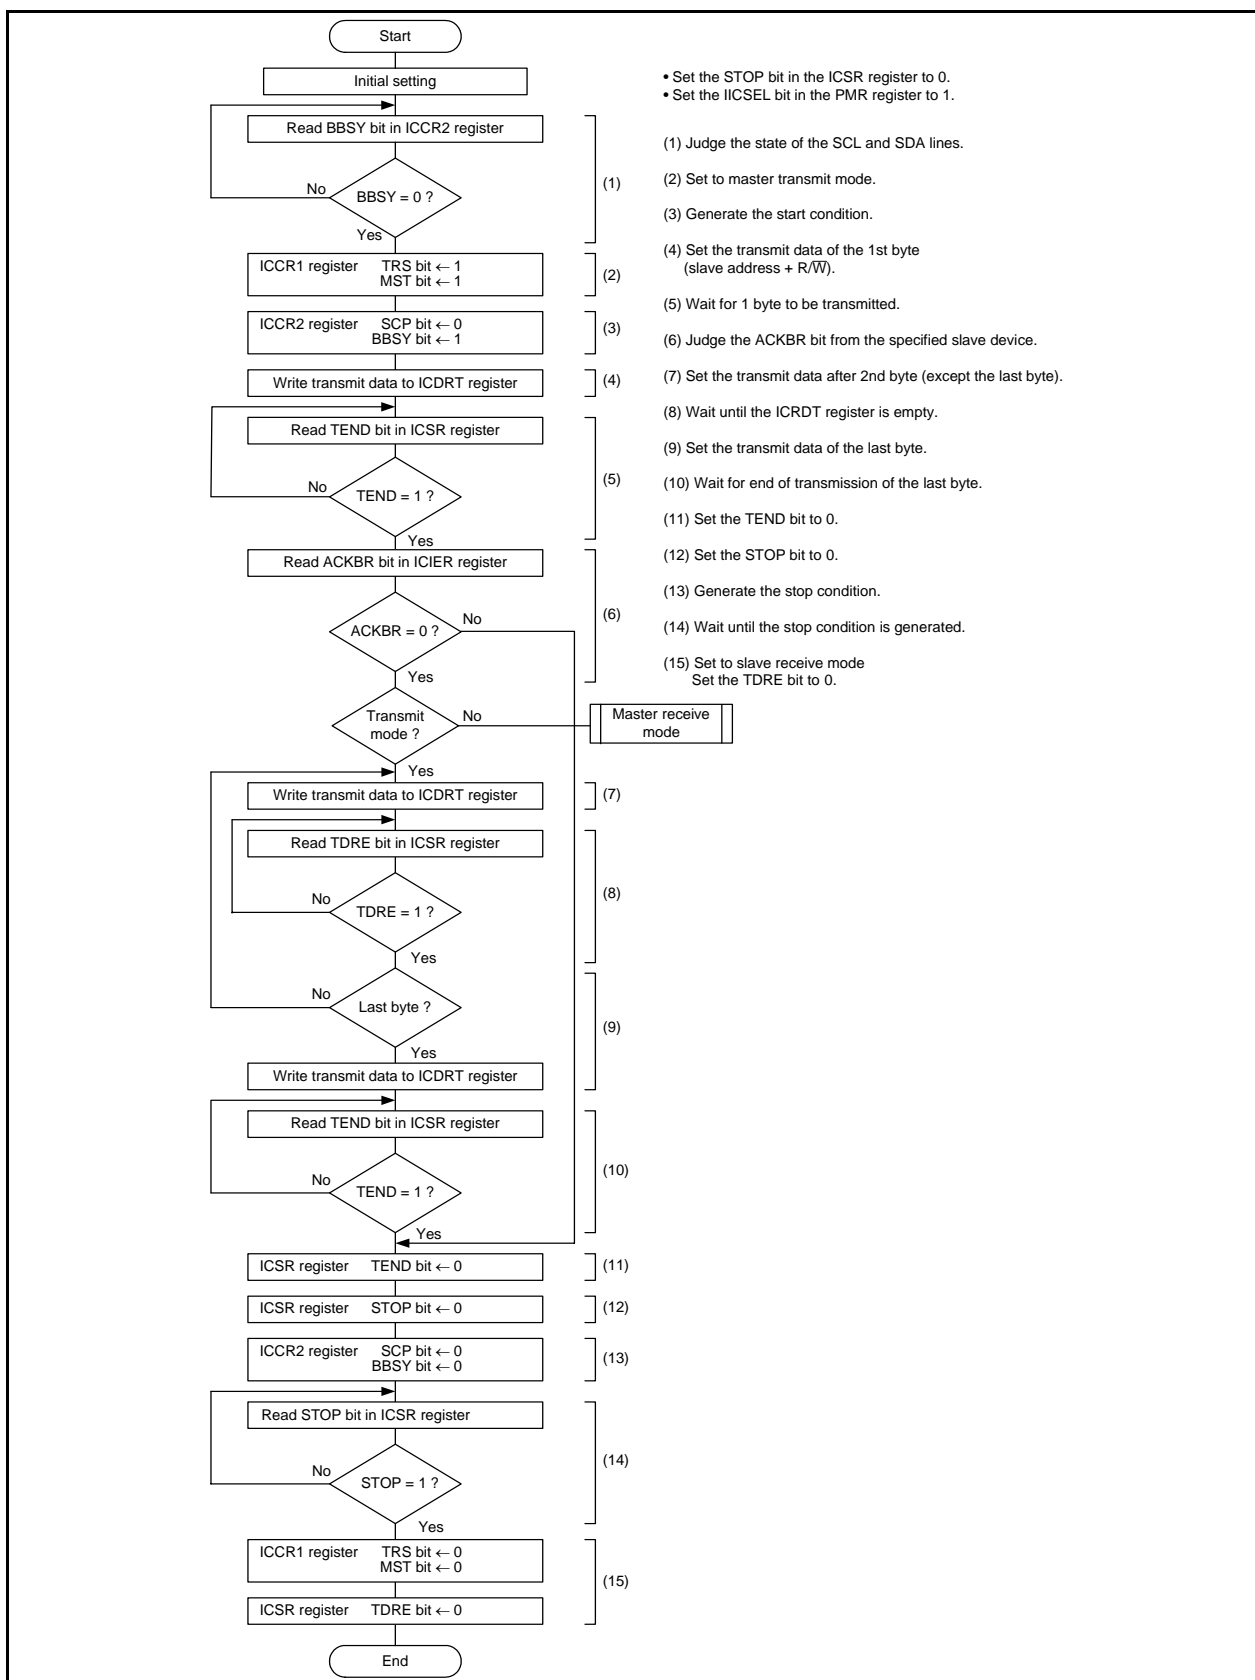 Start
Initial setting
• Set the STOP bit in the ICSR register to 0.
• Set the IICSEL bit in the PMR register to 1.
Read BBSY bit in ICCR2 register
No
BBSY = 0 ?
Yes
(1)
ICCR1 register TRS bit ← 1
MST bit ← 1
(2)
ICCR2 register SCP bit ← 0
BBSY bit ← 1
(3)
Write transmit data to ICDRT register
(4)
Read TEND bit in ICSR register
No
TEND = 1 ?
Yes
(5)
Read ACKBR bit in ICIER register
ACKBR = 0 ?
No
Yes
(6)
Transmit
mode ?
No
Master receive
mode
Yes
Write transmit data to ICDRT register
(7)
Read TDRE bit in ICSR register
No
TDRE = 1 ?
Yes
(8)
No
Last byte ?
Yes
(9)
Write transmit data to ICDRT register
Read TEND bit in ICSR register
No
TEND = 1 ?
Yes
(10)
ICSR register TEND bit ← 0
(11)
ICSR register STOP bit ← 0
(12)
ICCR2 register SCP bit ← 0
BBSY bit ← 0
(13)
Read STOP bit in ICSR register
No
STOP = 1 ?
Yes
(14)
ICCR1 register TRS bit ← 0
MST bit ← 0
(15)
ICSR register TDRE bit ← 0
End
(1) Judge the state of the SCL and SDA lines.
(2) Set to master transmit mode.
(3) Generate the start condition.
(4) Set the transmit data of the 1st byte
(slave address + R/W̅).
(5) Wait for 1 byte to be transmitted.
(6) Judge the ACKBR bit from the specified slave device.
(7) Set the transmit data after 2nd byte (except the last byte).
(8) Wait until the ICRDT register is empty.
(9) Set the transmit data of the last byte.
(10) Wait for end of transmission of the last byte.
(11) Set the TEND bit to 0.
(12) Set the STOP bit to 0.
(13) Generate the stop condition.
(14) Wait until the stop condition is generated.
(15) Set to slave receive mode
Set the TDRE bit to 0.